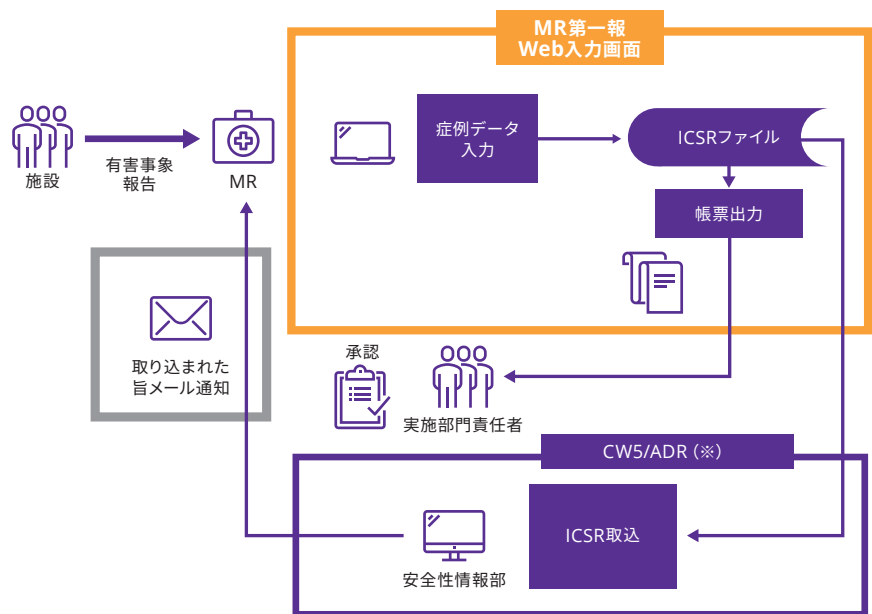 MR第一報
Web入力画面
施設
有害事象
報告
MR
症例データ
入力
ICSRファイル
帳票出力
取り込まれた
旨メール通知
承認
実施部門責任者
CW5/ADR（※）
安全性情報部
ICSR取込